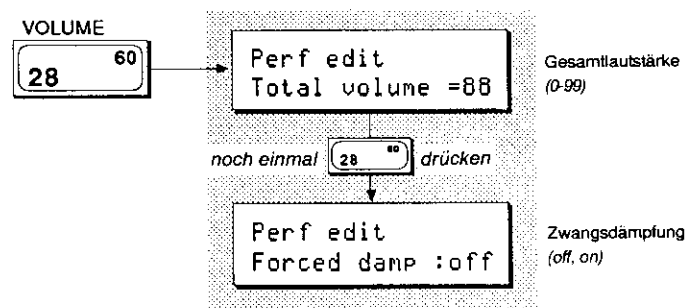 VOLUME
28 60
Perf edit
Total volume =88
Gesamtlautstärke
(0-99)
noch einmal 28 60 drücken
Perf edit
Forced damp :off
Zwangsdämpfung
(off, on)